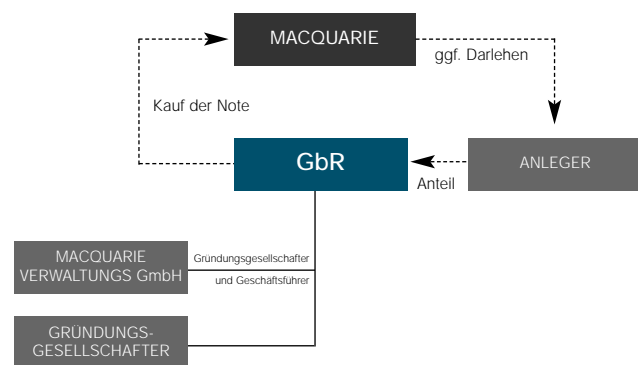 MACQUARIE
ggf. Darlehen
Kauf der Note
GbR
ANLEGER
Anteil
MACQUARIE
VERWALTUNGS GmbH
Gründungsgesellschafter
und Geschäftsführer
GRÜNDUNGS-
GESELLSCHAFTER